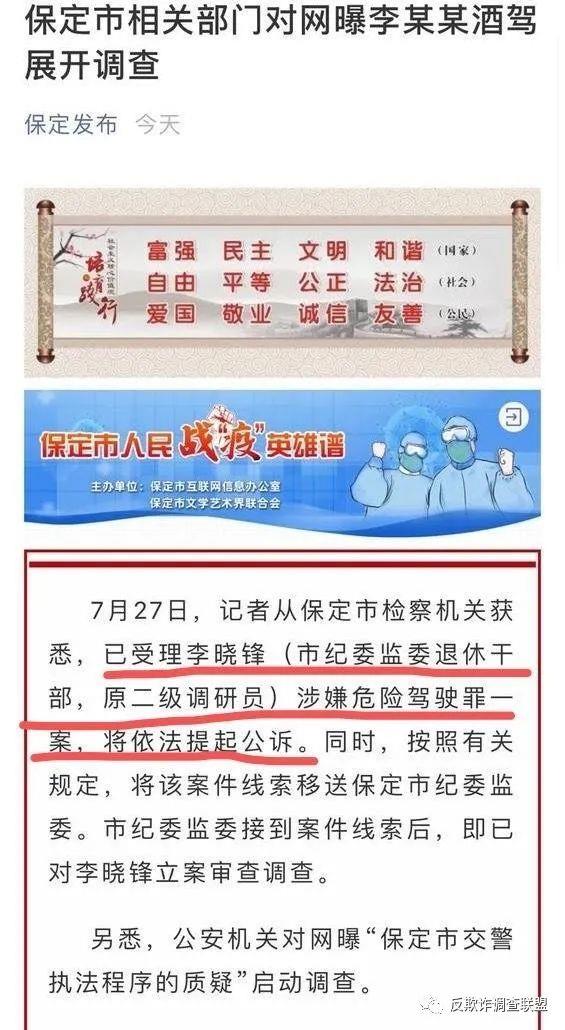 保定市相关部门对网曝李某某酒驾
展开调查
保定发布 今天
社会主义核心价值观
培育践行
富强 民主 文明 和谐（国家）
自由 平等 公正 法治（社会）
爱国 敬业 诚信 友善（公民）
保定市人民战“疫”英雄谱
主办单位：保定市互联网信息办公室
保定市文学艺术界联合会
7月27日，记者从保定市检察机关获
悉，已受理李晓锋（市纪委监委退休干
部，原二级调研员）涉嫌危险驾驶罪一
案，将依法提起公诉。同时，按照有关
规定，将该案件线索移送保定市纪委监
委。市纪委监委接到案件线索后，即已
对李晓锋立案审查调查。
另悉，公安机关对网曝“保定市交警
执法程序的质疑”启动调查。
反欺诈调查联盟